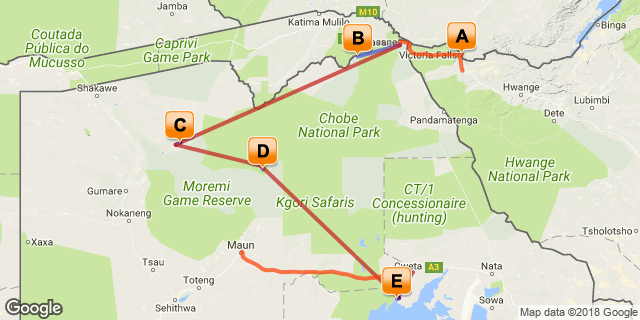 Jamba
Katima Mulilo
M10
Coutada
Pública do
Mucusso
Caprivi
Game Park
B
A
Victoria Falls
Binga
Shakawe
Hwange
Lubimbi
Dete
Pandamatenga
C
Chobe
National Park
D
Hwange
National Park
Moremi
Game Reserve
Kgori Safaris
CT/1
Concessionaire
(hunting)
Gumare
Nokaneng
Xaxa
Maun
Tsholotsho
Tsau
Toteng
Sehithwa
Gweta
A3
Nata
E
Sowa
Google
Map data ©2018 Google